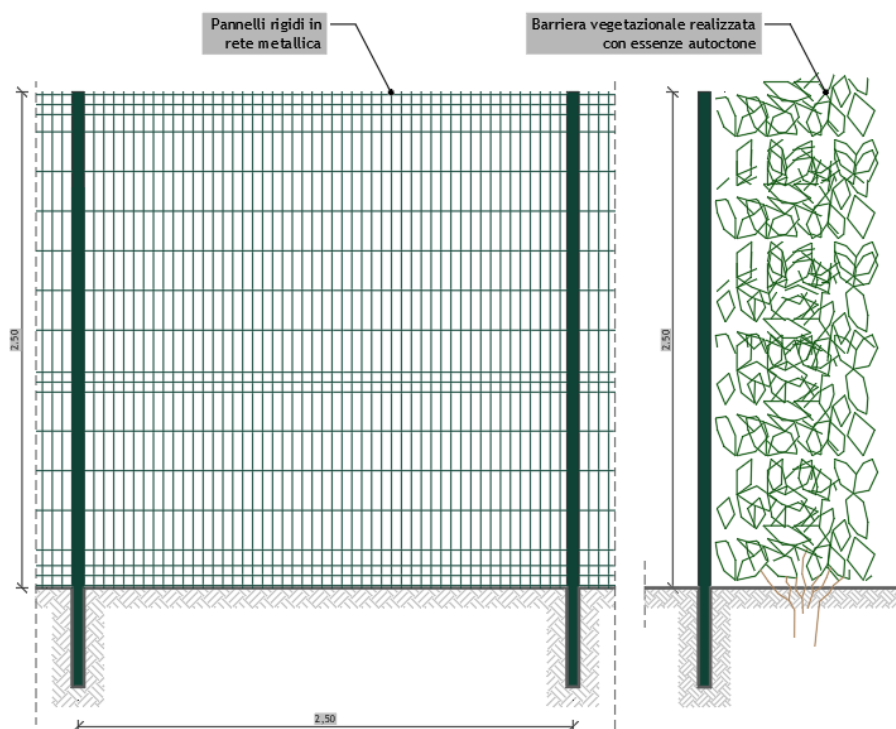 Pannelli rigidi in
rete metallica
Barriera vegetazionale realizzata
con essenze autoctone
2,50
2,50
2,50